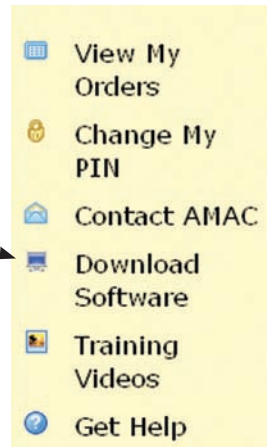 View My
Orders
Change My
PIN
Contact AMAC
Download
Software
Training
Videos
Get Help